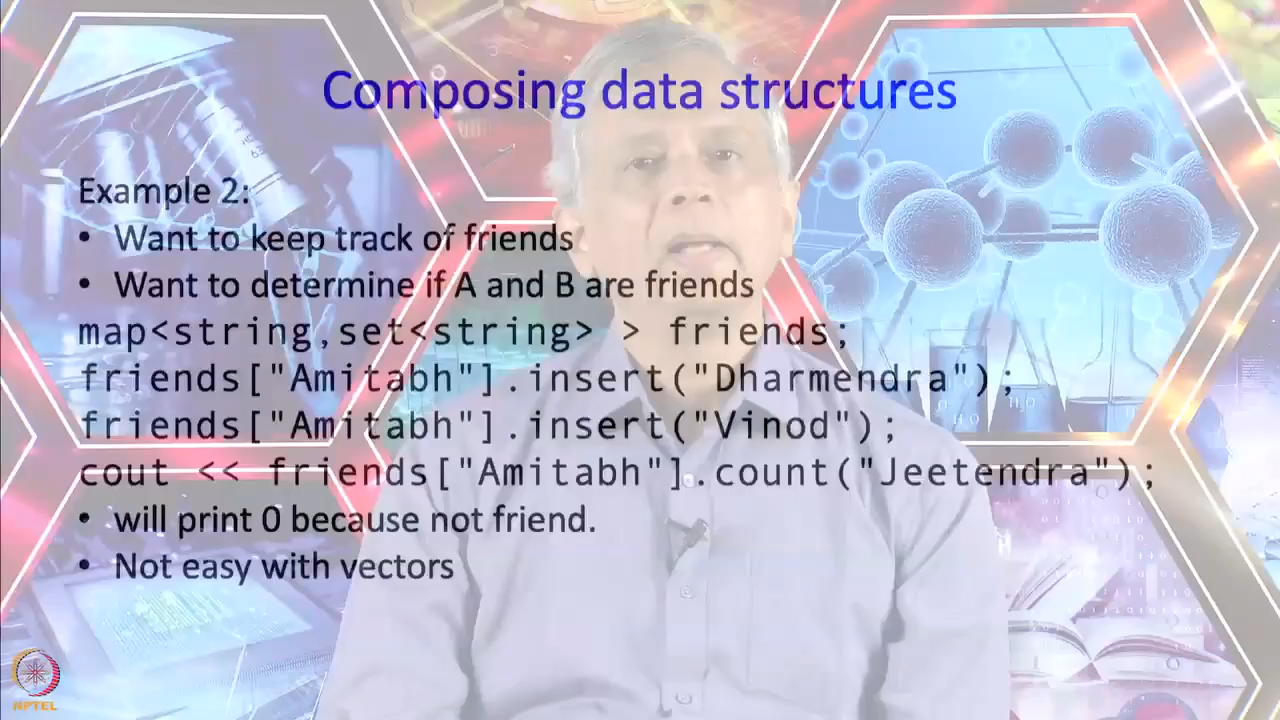 Composing data structures
Example 2:
• Want to keep track of friends
• Want to determine if A and B are friends
map<string,set<string> > friends;
friends["Amitabh"].insert("Dharmendra");
friends["Amitabh"].insert("Vinod");
cout << friends["Amitabh"].count("Jeetendra");
• will print 0 because not friend.
• Not easy with vectors
H₂O
H₂O
NPTEL